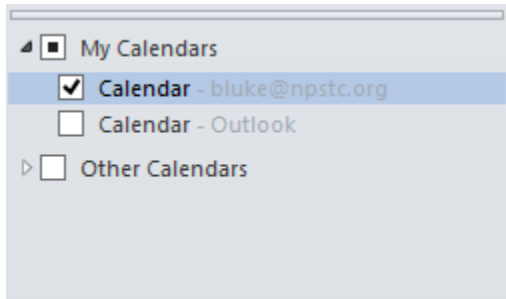 My Calendars
Calendar - bluke@npstc.org
Calendar - Outlook
Other Calendars